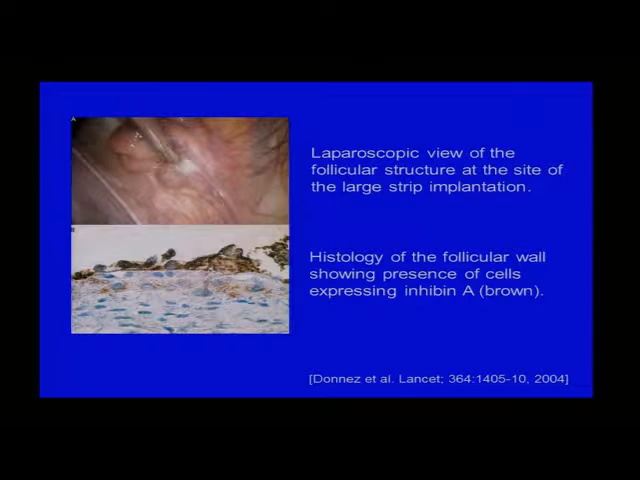 A
Laparoscopic view of the
follicular structure at the site of
the large strip implantation.
B
Histology of the follicular wall
showing presence of cells
expressing inhibin A (brown).
[Donnez et al. Lancet; 364:1405-10, 2004]